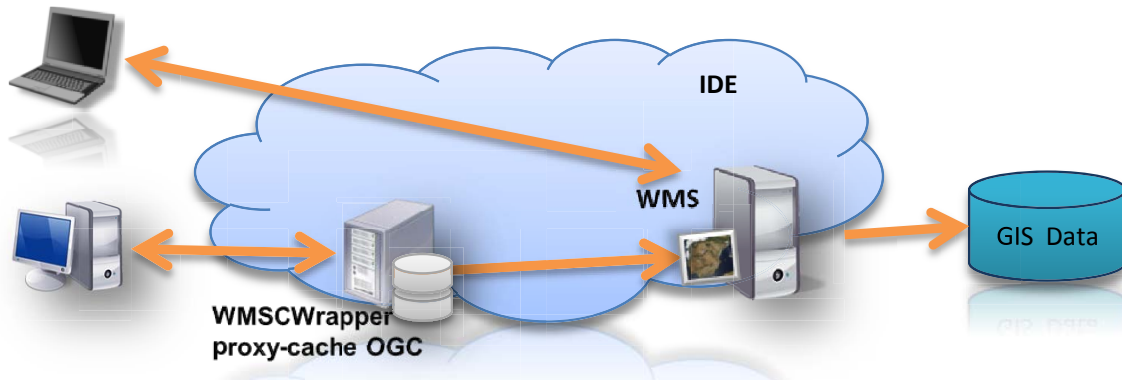 IDE
WMS
GIS Data
WMSCWrapper
proxy-cache OGC